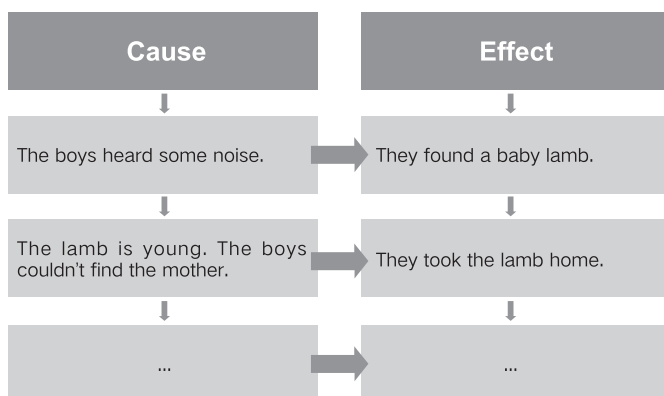 Cause
Effect
The boys heard some noise.
They found a baby lamb.
The lamb is young. The boys
couldn't find the mother.
They took the lamb home.
...
...